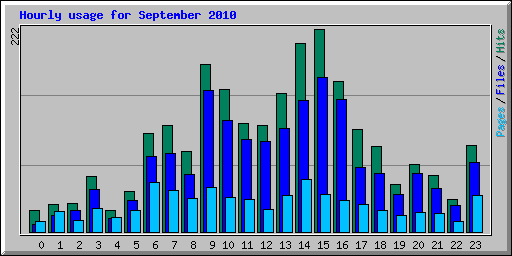 Hourly usage for September 2010
222
Pages / Files / Hits
0 1 2 3 4 5 6 7 8 9 10 11 12 13 14 15 16 17 18 19 20 21 22 23